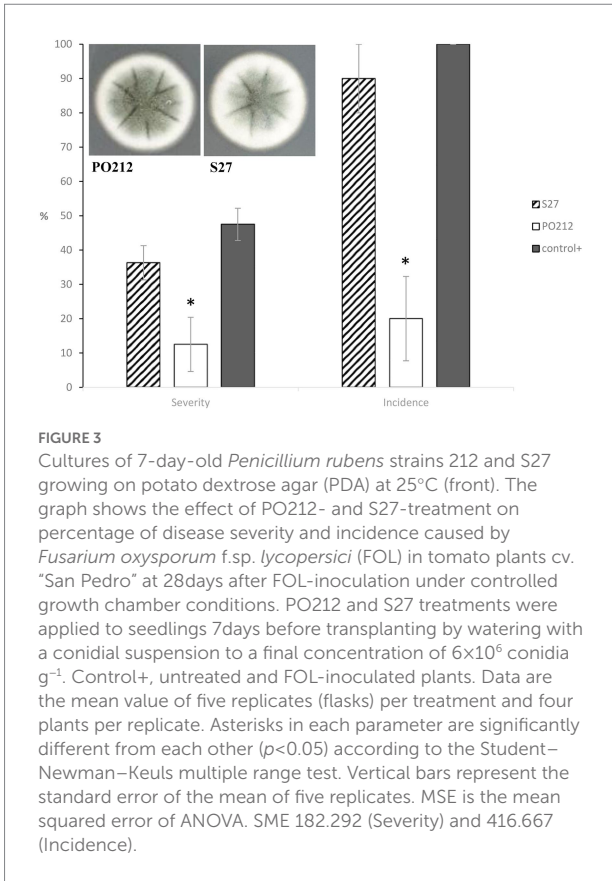 100
90
80
70
60
50
40
30
20
10
0
%
PO212 S27
*
*
Severity Incidence
S27
PO212
control+
FIGURE 3
Cultures of 7-day-old Penicillium rubens strains 212 and S27
growing on potato dextrose agar (PDA) at 25°C (front). The
graph shows the effect of PO212- and S27-treatment on
percentage of disease severity and incidence caused by
Fusarium oxysporum f.sp. lycopersici (FOL) in tomato plants cv.
“San Pedro” at 28days after FOL-inoculation under controlled
growth chamber conditions. PO212 and S27 treatments were
applied to seedlings 7days before transplanting by watering with
a conidial suspension to a final concentration of 6×10⁶ conidia
g⁻¹. Control+, untreated and FOL-inoculated plants. Data are
the mean value of five replicates (flasks) per treatment and four
plants per replicate. Asterisks in each parameter are significantly
different from each other (p<0.05) according to the Student–
Newman–Keuls multiple range test. Vertical bars represent the
standard error of the mean of five replicates. MSE is the mean
squared error of ANOVA. SME 182.292 (Severity) and 416.667
(Incidence).